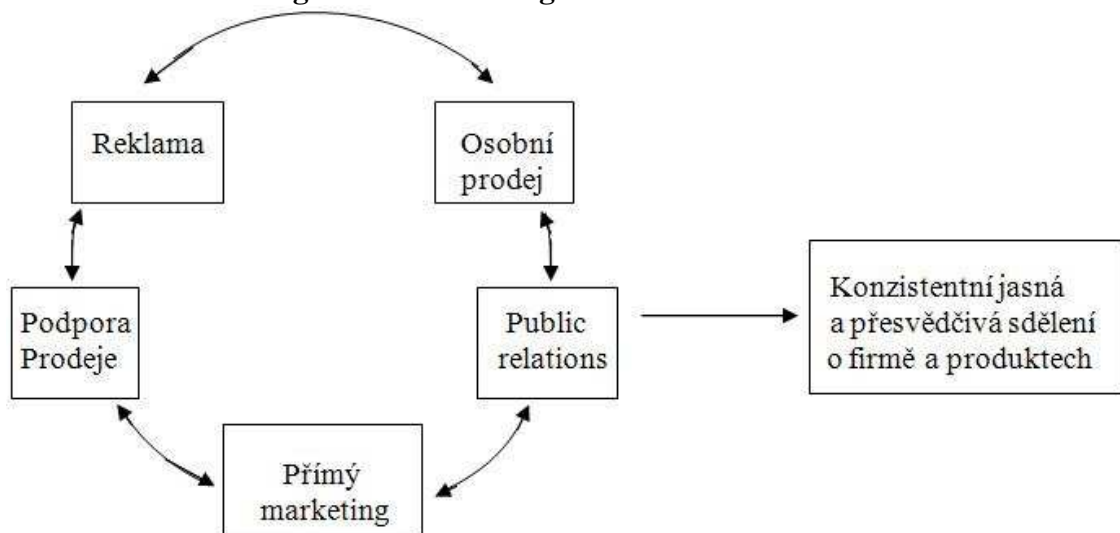 Reklama
Osobní
prodej
Podpora
Prodeje
Public
relations
Konzistentní jasná
a přesvědčivá sdělení
o firmě a produktech
Přímý
marketing